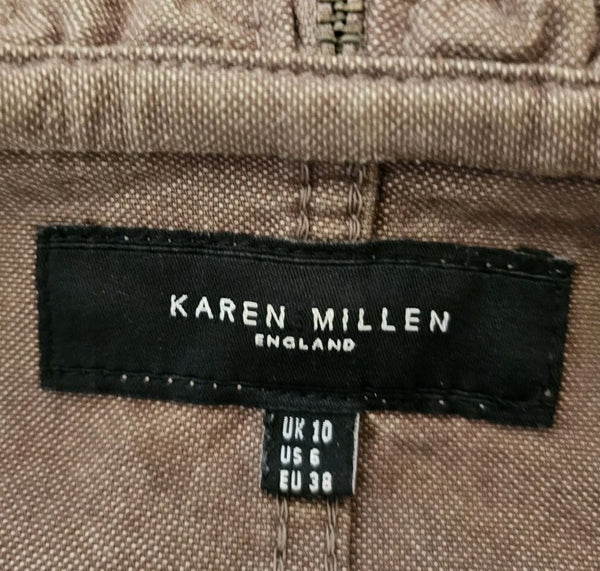 KAREN MILLEN
ENGLAND
UK 10
US 6
EU 38